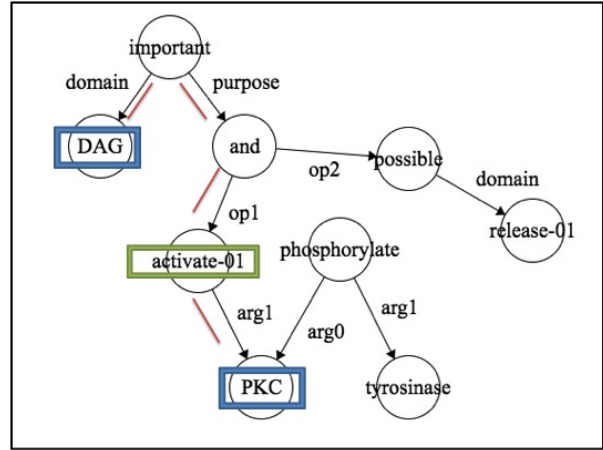 important
domain
purpose
DAG
and
op2
possible
domain
release-01
op1
activate-01
phosphorylate
arg1
arg0
arg1
PKC
tyrosinase